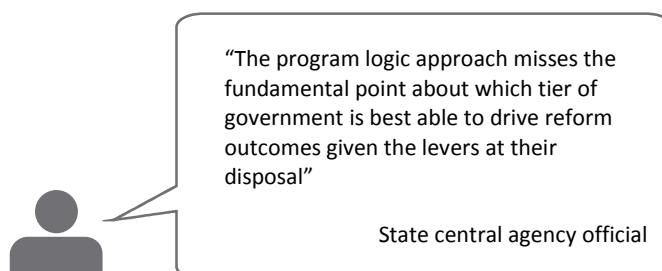 “The program logic approach misses the
fundamental point about which tier of
government is best able to drive reform
outcomes given the levers at their
disposal”
State central agency official